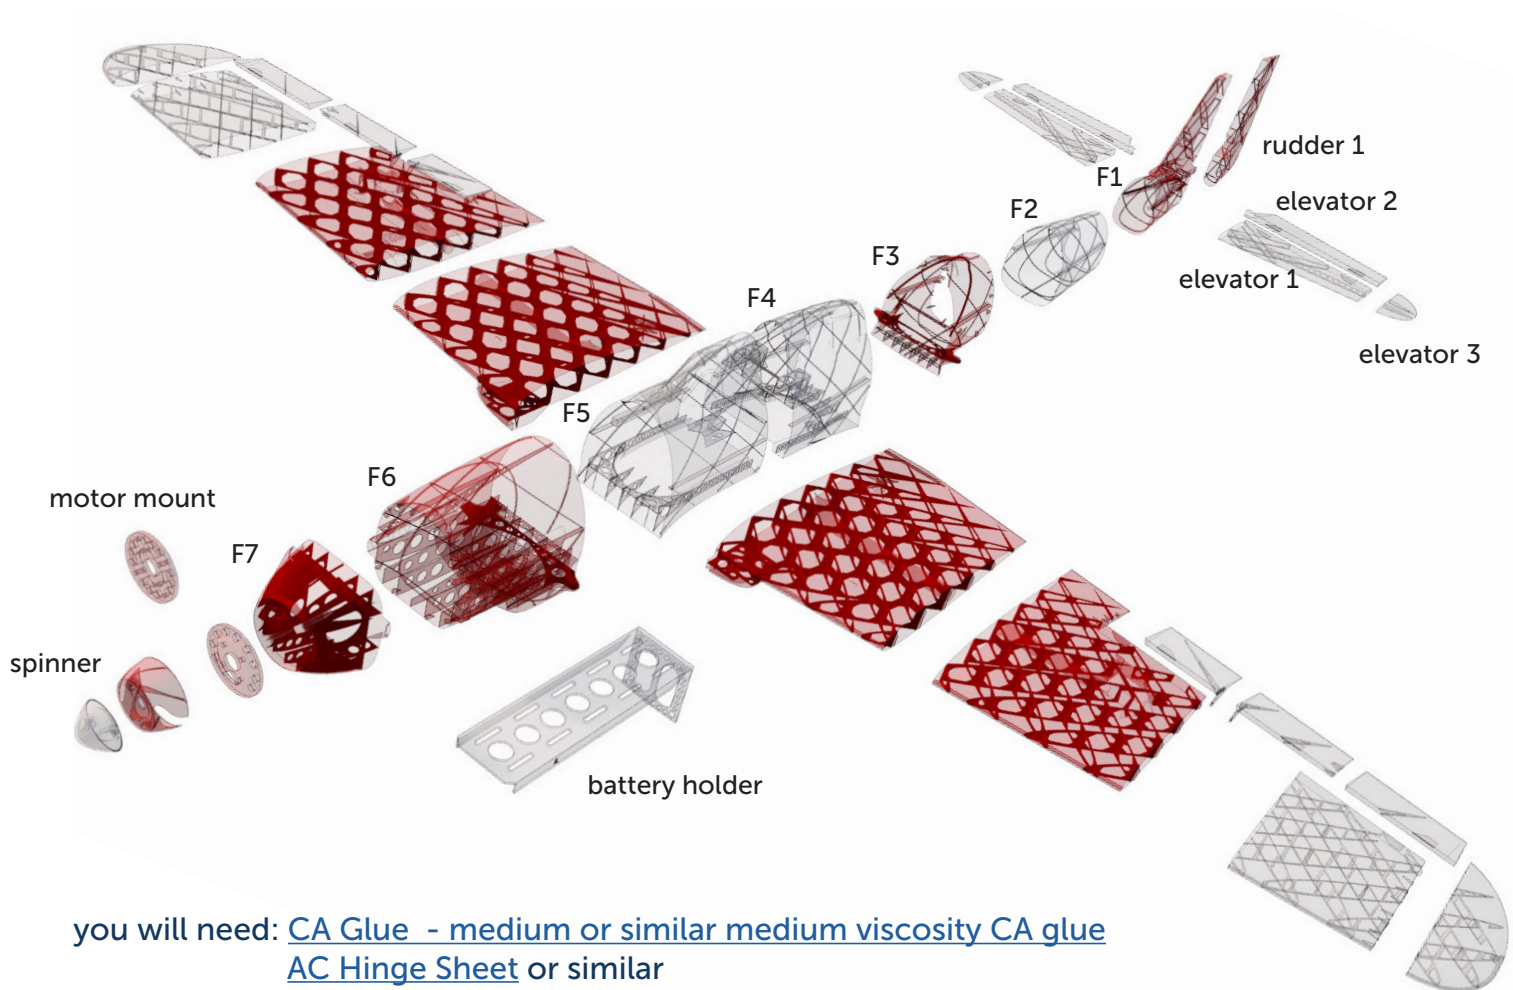 rudder 1
F1
elevator 2
F2
F3
elevator 1
F4
elevator 3
F5
F6
motor mount
F7
spinner
battery holder
you will need: CA Glue - medium or similar medium viscosity CA glue
AC Hinge Sheet or similar